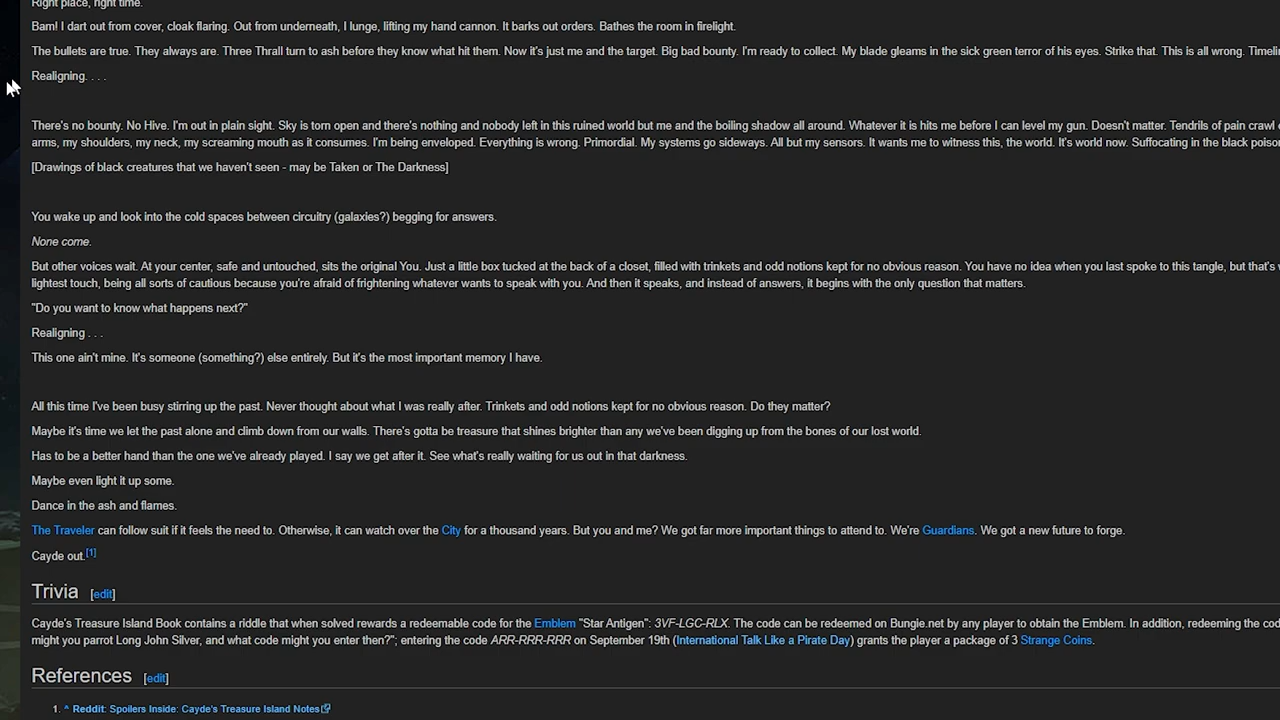 Right place, right time.
Bam! I dart out from cover, cloak flaring. Out from underneath, I lunge, lifting my hand cannon. It barks out orders. Bathes the room in firelight.
The bullets are true. They always are. Three Thrall turn to ash before they know what hit them. Now it's just me and the target. Big bad bounty. I'm ready to collect. My blade gleams in the sick green terror of his eyes. Strike that. This is all wrong.
Realigning. . . .
There's no bounty. No Hive. I'm out in plain sight. Sky is torn open and there's nothing and nobody left in this ruined world but me and the boiling shadow all around. Whatever it is hits me before I can level my gun. Doesn't matter. Tendrils of pain crawl
arms, my shoulders, my neck, my screaming mouth as it consumes. I'm being enveloped. Everything is wrong. Primordial. My systems go sideways. All but my sensors. It wants me to witness this, the world. It's world now. Suffocating in the black
[Drawings of black creatures that we haven't seen - may be Taken or The Darkness]
You wake up and look into the cold spaces between circuitry (galaxies?) begging for answers.
None come.
But other voices wait. At your center, safe and untouched, sits the original You. Just a little box tucked at the back of a closet, filled with trinkets and odd notions kept for no obvious reason. You have no idea when you last spoke to this tangle, but that's
lightest touch, being all sorts of cautious because you're afraid of frightening whatever wants to speak with you. And then it speaks, and instead of answers, it begins with the only question that matters.
"Do you want to know what happens next?"
Realigning . . .
This one ain't mine. It's someone (something?) else entirely. But it's the most important memory I have.
All this time I've been busy stirring up the past. Never thought about what I was really after. Trinkets and odd notions kept for no obvious reason. Do they matter?
Maybe it's time we let the past alone and climb down from our walls. There's gotta be treasure that shines brighter than any we've been digging up from the bones of our lost world.
Has to be a better hand than the one we've already played. I say we get after it. See what's really waiting for us out in that darkness.
Maybe even light it up some.
Dance in the ash and flames.
The Traveler can follow suit if it feels the need to. Otherwise, it can watch over the City for a thousand years. But you and me? We got far more important things to attend to. We're Guardians. We got a new future to forge.
Cayde out.[1]
Trivia [edit]
Cayde's Treasure Island Book contains a riddle that when solved rewards a redeemable code for the Emblem "Star Antigen": 3VF-LGC-RLX. The code can be redeemed on Bungie.net by any player to obtain the Emblem. In addition, redeeming the
might you parrot Long John Silver, and what code might you enter then?"; entering the code ARR-RRR-RRR on September 19th (International Talk Like a Pirate Day) grants the player a package of 3 Strange Coins.
References [edit]
1. ^ Reddit: Spoilers Inside: Cayde's Treasure Island Notes